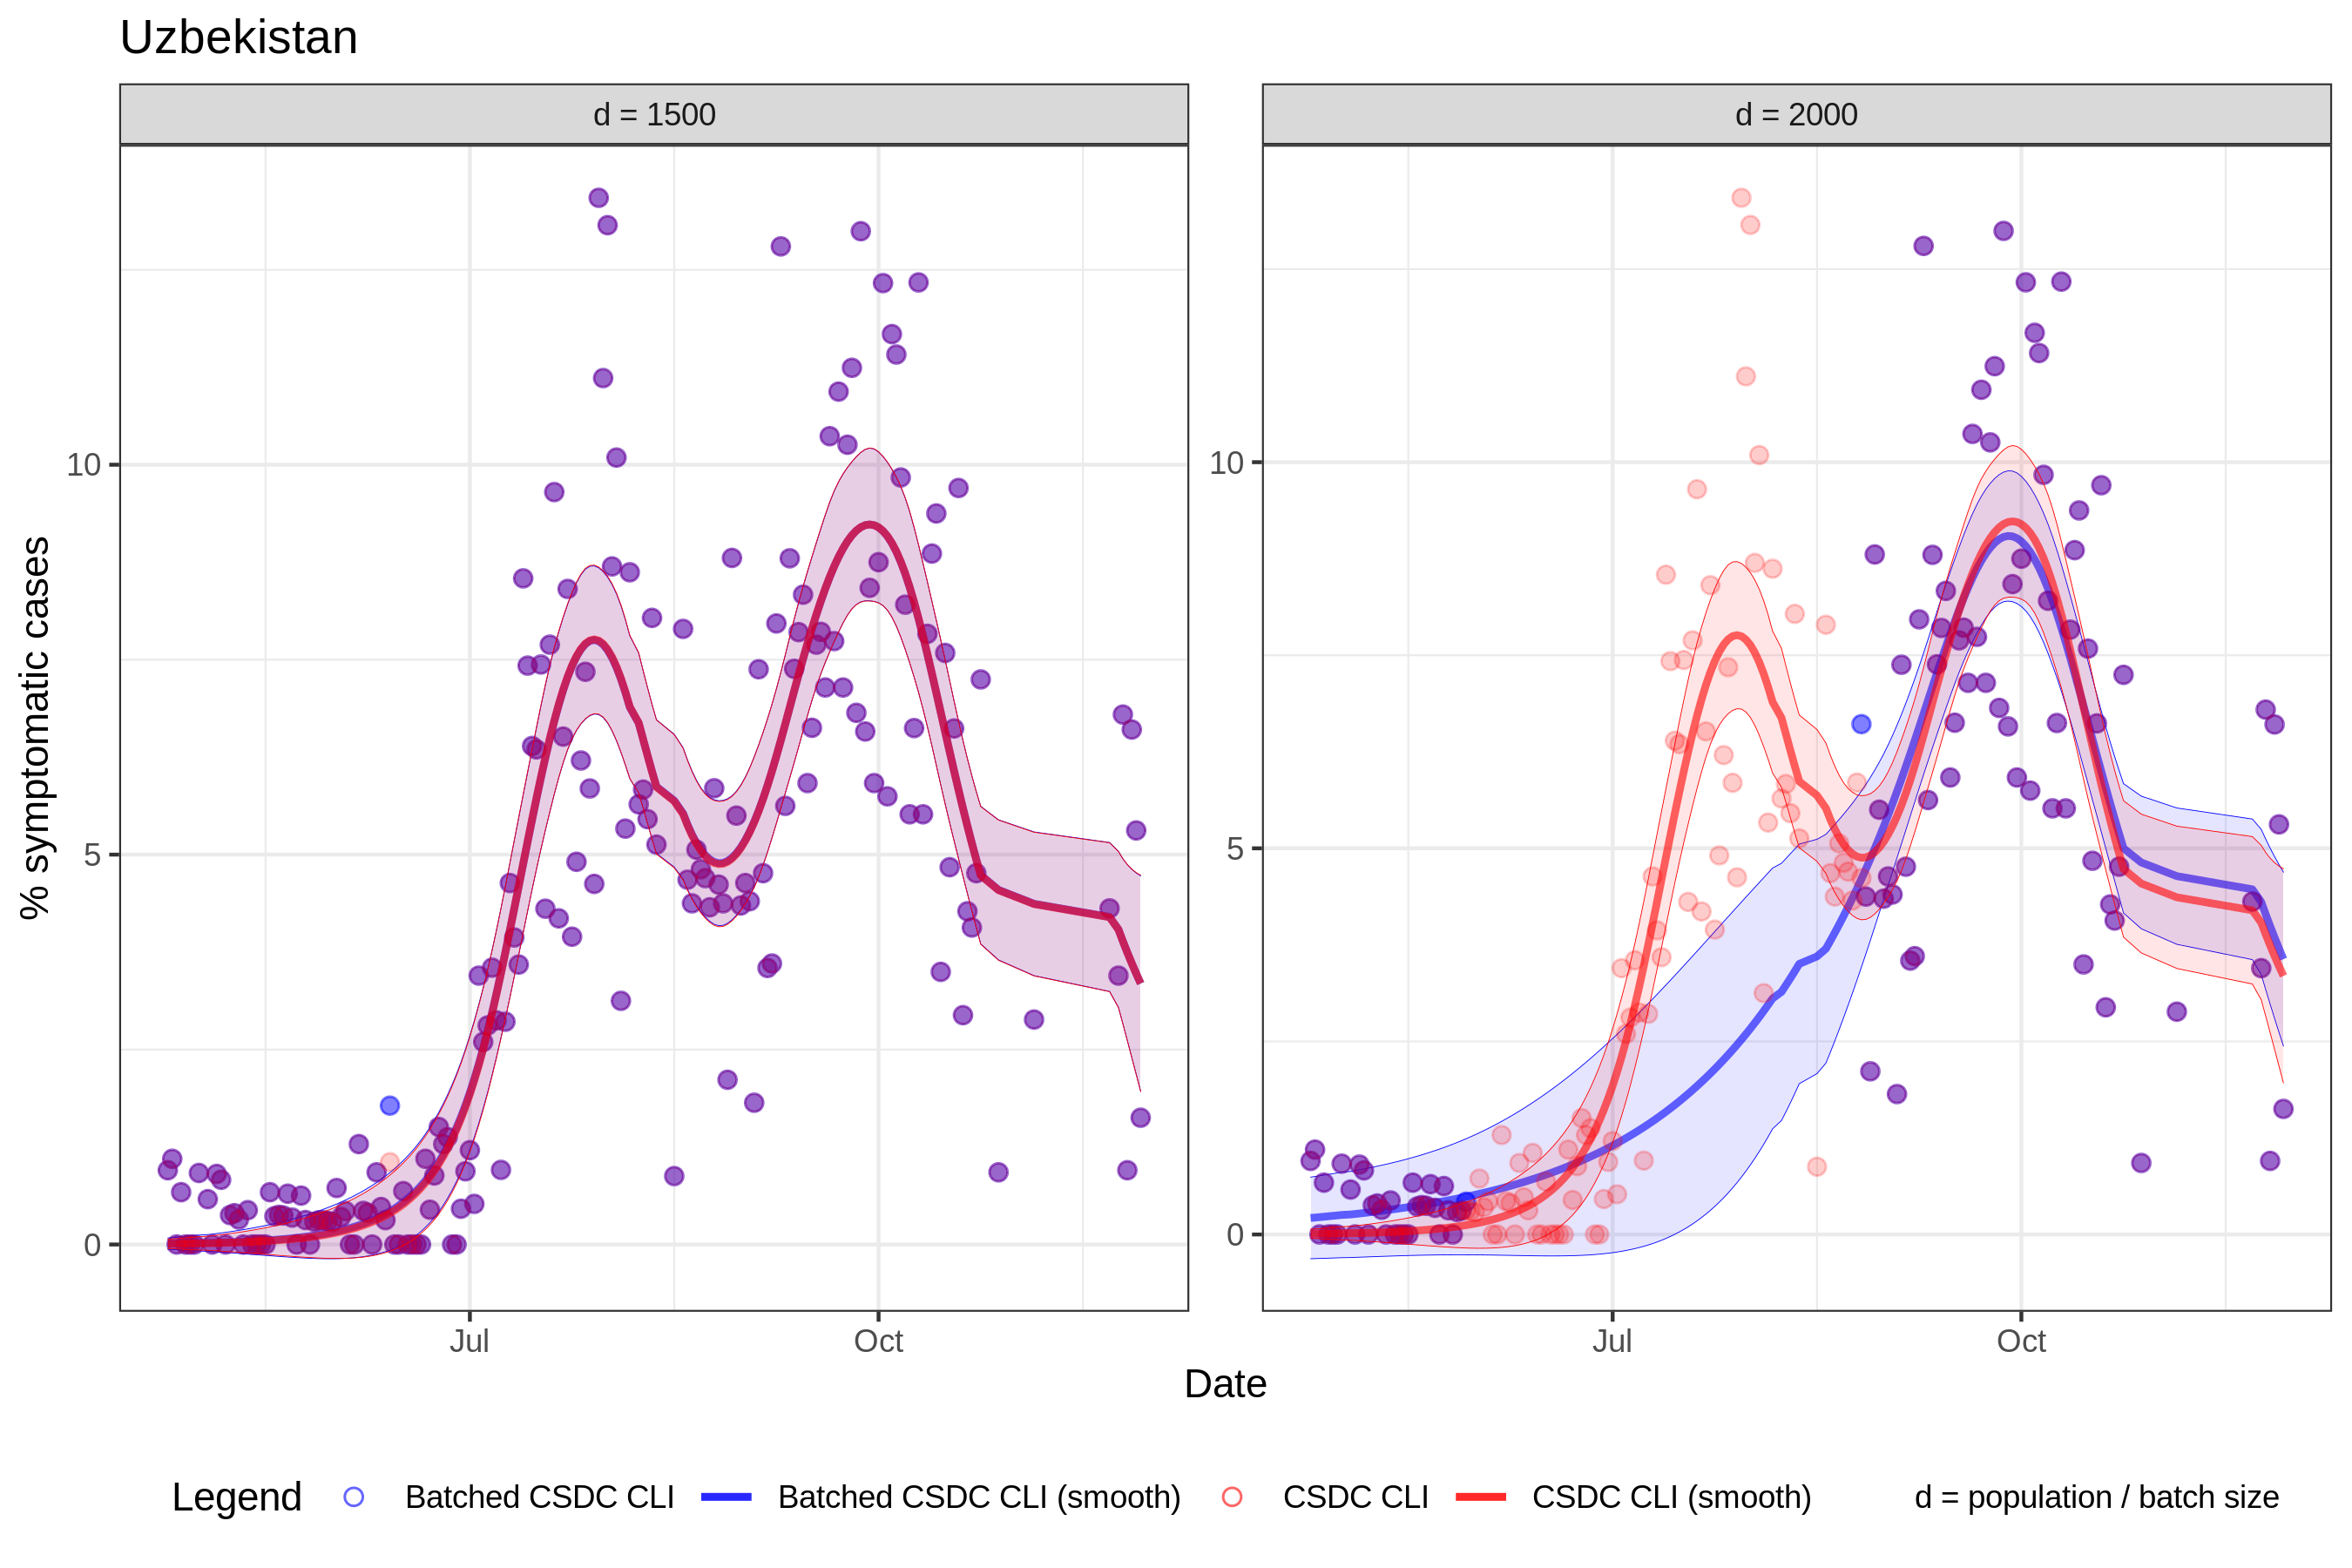 Uzbekistan
d = 1500
d = 2000
% symptomatic cases
10
5
0
10
5
0
Jul
Oct
Jul
Oct
Date
Legend
Batched CSDC CLI
Batched CSDC CLI (smooth)
CSDC CLI
CSDC CLI (smooth)
d = population / batch size